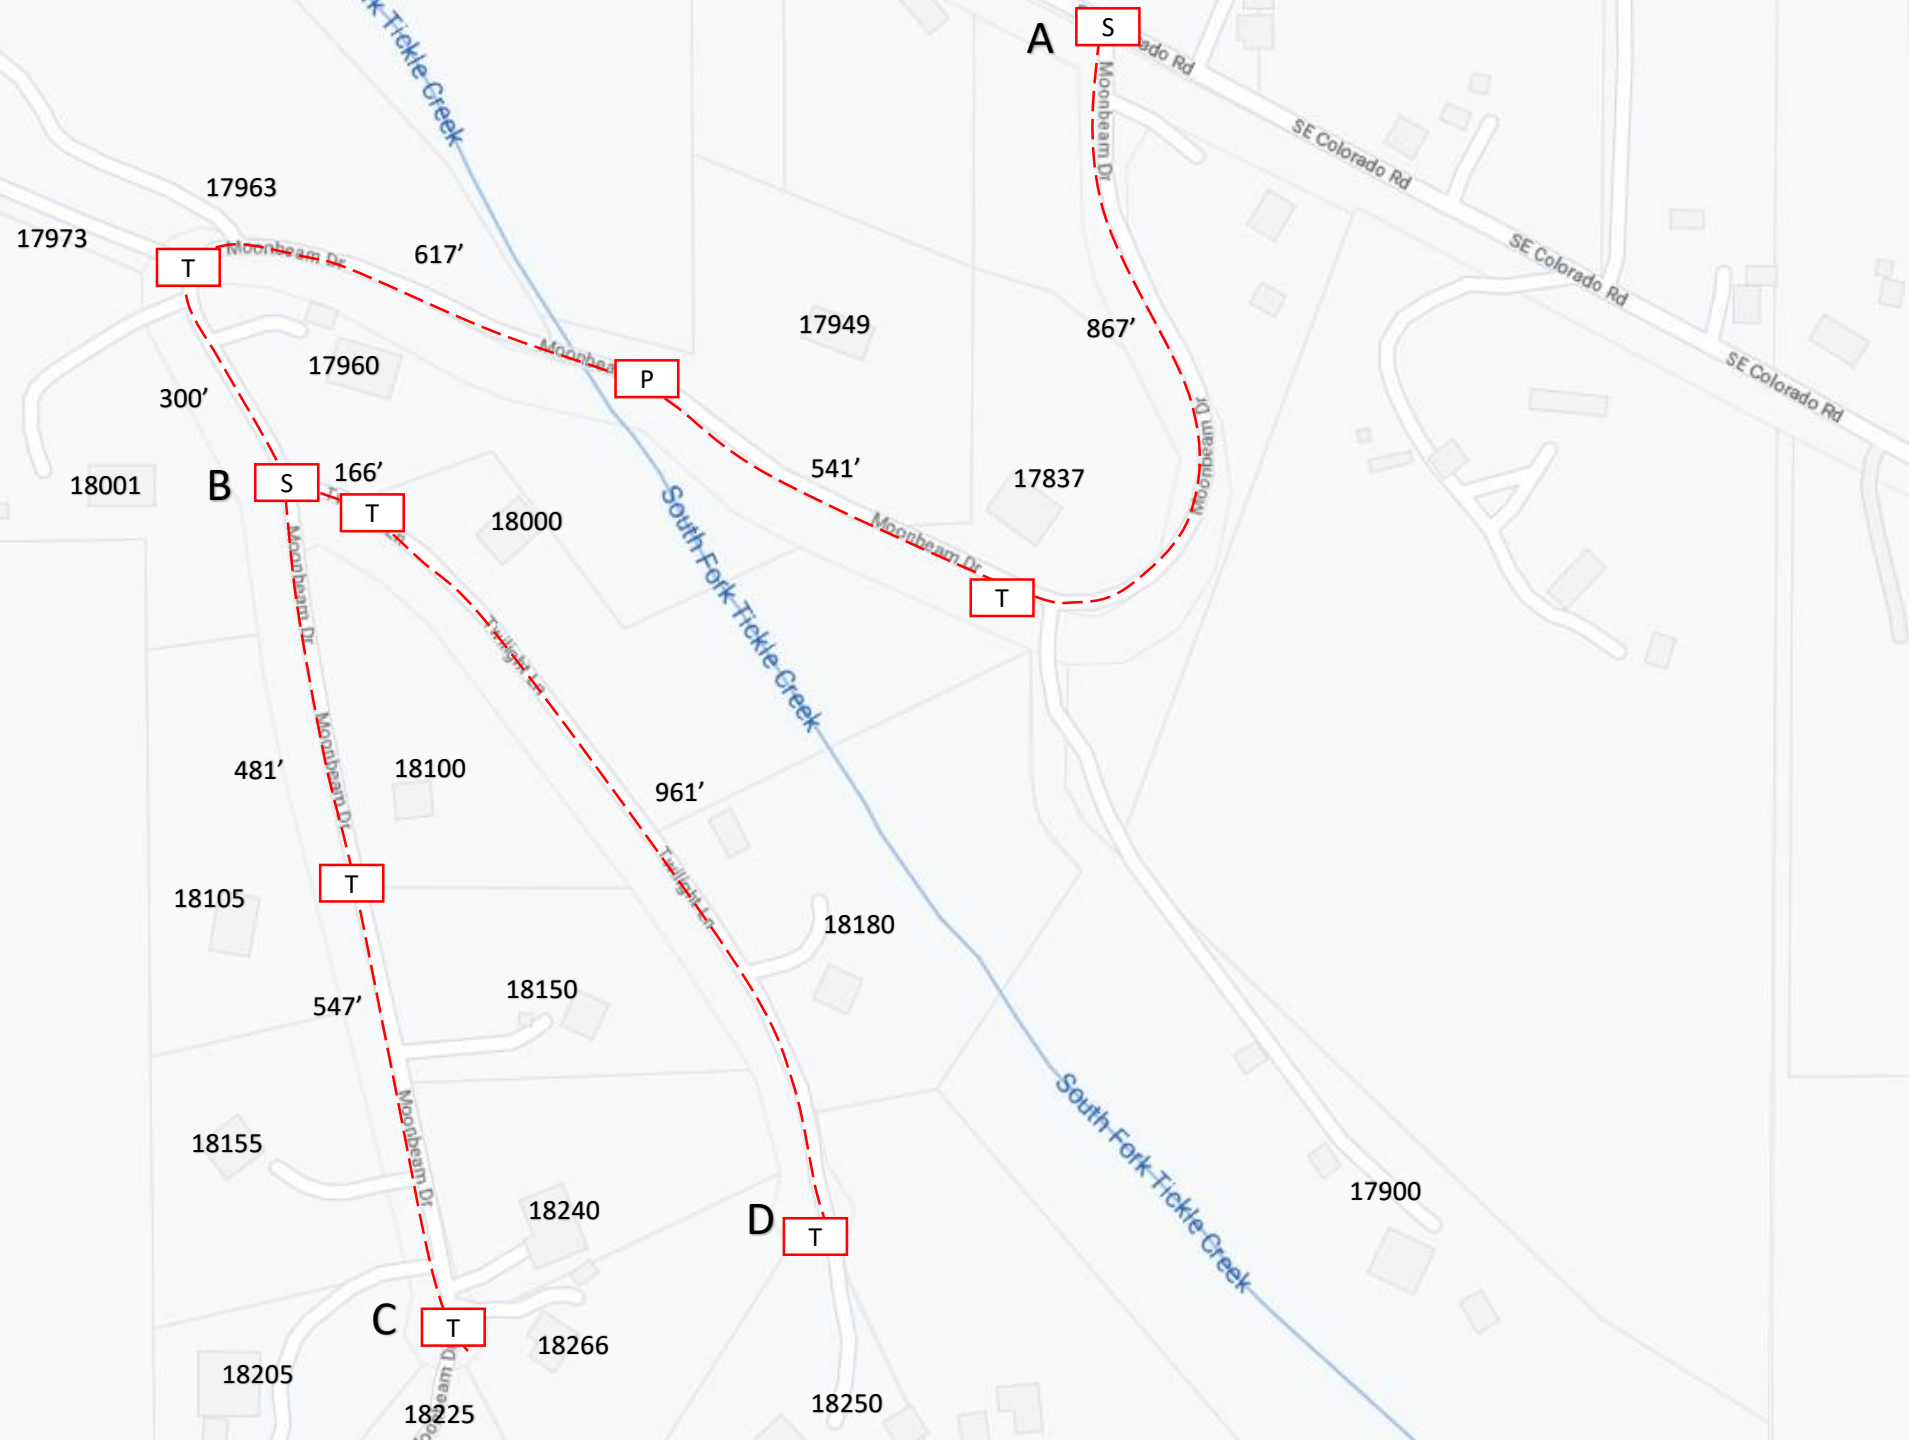 Tickle Creek
A
S
ado Rd
Moonbeam Dr
SE Colorado Rd
17963
17973
T
Moonbeam Dr
617’
SE Colorado Rd
17949
867’
17960
P
SE Colorado Rd
300’
Moonbeam Dr
B
S
166’
T
Ln
18001
18000
541’
17837
Moonbeam Dr
T
South Fork Tickle Creek
Moonbeam Dr
Twilight Ln
Moonbeam Dr
481’
18100
961’
T
18105
Twilight Ln
18180
547’
18150
South Fork Tickle Creek
Moonbeam Dr
18155
17900
18240
D
T
C
T
18266
18205
18250
18225